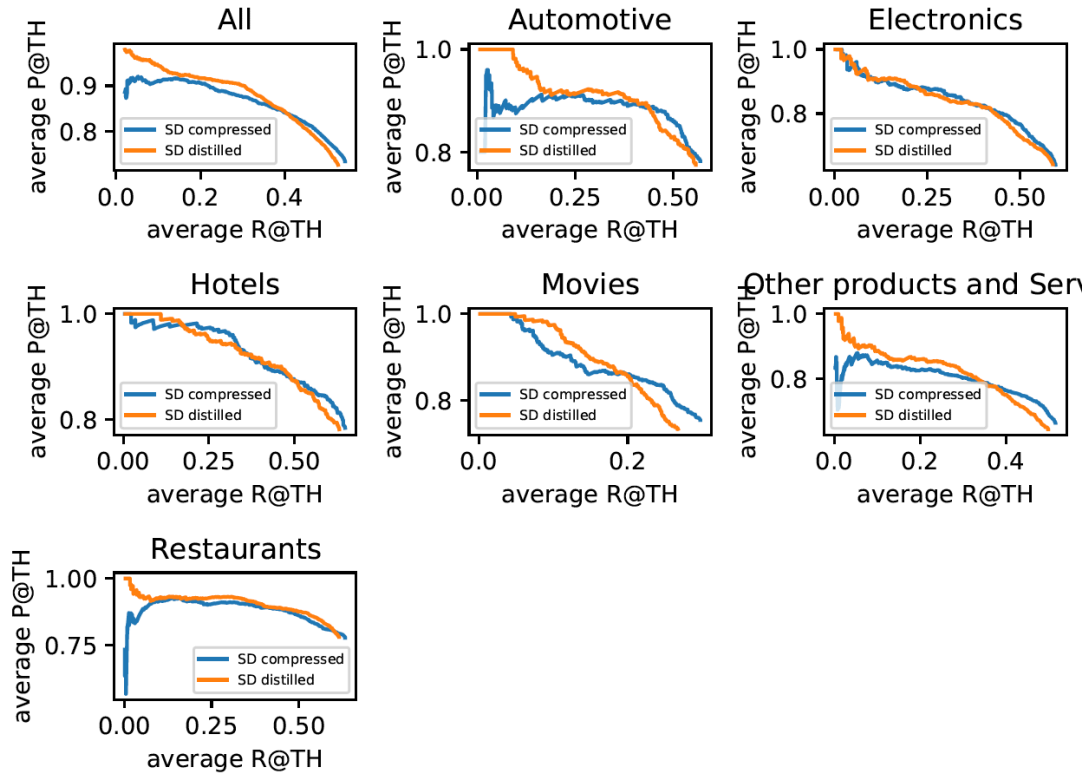 All
average P@TH
0.9
0.8
SD compressed
SD distilled
0.0 0.2 0.4
average R@TH
Automotive
average P@TH
1.0
0.8
SD compressed
SD distilled
0.00 0.25 0.50
average R@TH
Electronics
average P@TH
1.0
0.8
SD compressed
SD distilled
0.00 0.25 0.50
average R@TH
Hotels
average P@TH
1.0
0.8
SD compressed
SD distilled
0.00 0.25 0.50
average R@TH
Movies
average P@TH
1.0
0.8
SD compressed
SD distilled
0.0 0.2
average R@TH
Other products and Serv
average P@TH
1.0
0.8
SD compressed
SD distilled
0.0 0.2 0.4
average R@TH
Restaurants
average P@TH
1.00
0.75
SD compressed
SD distilled
0.00 0.25 0.50
average R@TH